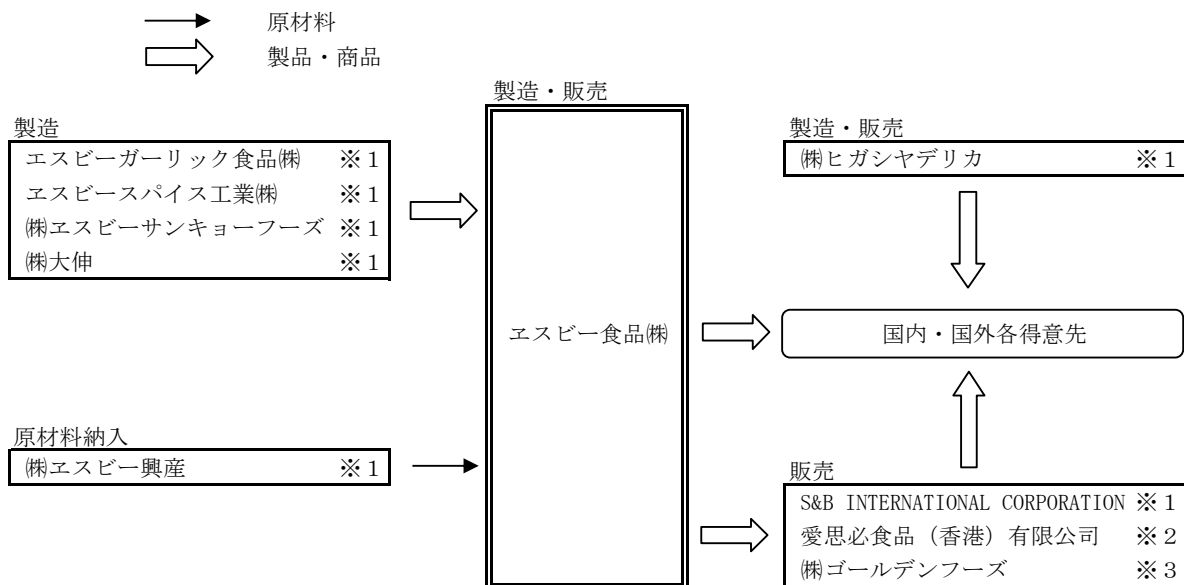 原材料
製品・商品
製造・販売
製造
エスビーガーリック食品㈱ ※1
ヱスビースパイス工業㈱ ※1
㈱ヱスビーサンキョーフーズ ※1
㈱大伸 ※1
原材料納入
㈱ヱスビー興産 ※1
ヱスビー食品㈱
製造・販売
㈱ヒガシヤデリカ ※1
国内・国外各得意先
販売
S&B INTERNATIONAL CORPORATION ※1
愛思必食品（香港）有限公司 ※2
㈱ゴールデンフーズ ※3